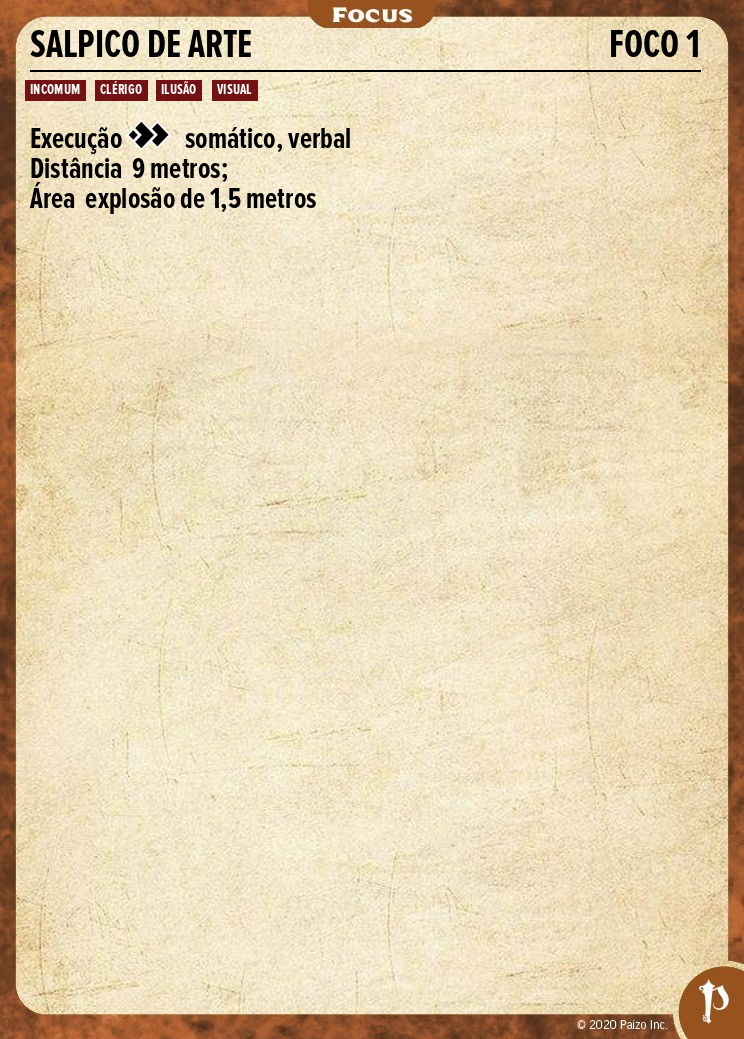 Focus
SALPICO DE ARTE FOCO 1
INCOMUM CLÉRIGO ILUSÃO VISUAL
Execução somático, verbal
Distância 9 metros;
Área explosão de 1,5 metros
© 2020 Paizo Inc.